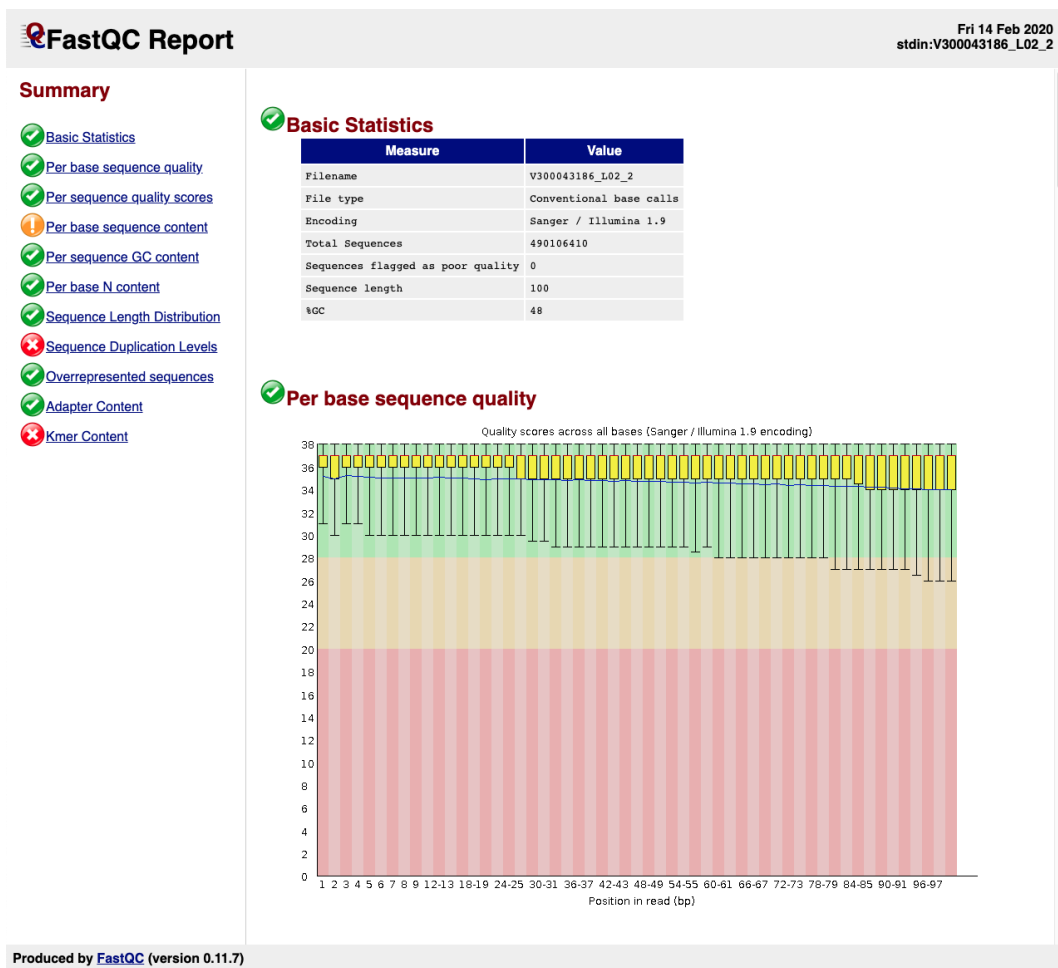 FastQC Report
Fri 14 Feb 2020
stdin:V300043186_L02_2
Summary
Basic Statistics
Per base sequence quality
Per sequence quality scores
Per base sequence content
Per sequence GC content
Per base N content
Sequence Length Distribution
Sequence Duplication Levels
Overrepresented sequences
Adapter Content
Kmer Content
Basic Statistics
Measure Value
Filename V300043186_L02_2
File type Conventional base calls
Encoding Sanger / Illumina 1.9
Total Sequences 490106410
Sequences flagged as poor quality 0
Sequence length 100
%GC 48
Per base sequence quality
Quality scores across all bases (Sanger / Illumina 1.9 encoding)
38
36
34
32
30
28
26
24
22
20
18
16
14
12
10
8
6
4
2
0
1 2 3 4 5 6 7 8 9 12-13 18-19 24-25 30-31 36-37 42-43 48-49 54-55 60-61 66-67 72-73 78-79 84-85 90-91 96-97
Position in read (bp)
Produced by FastQC (version 0.11.7)